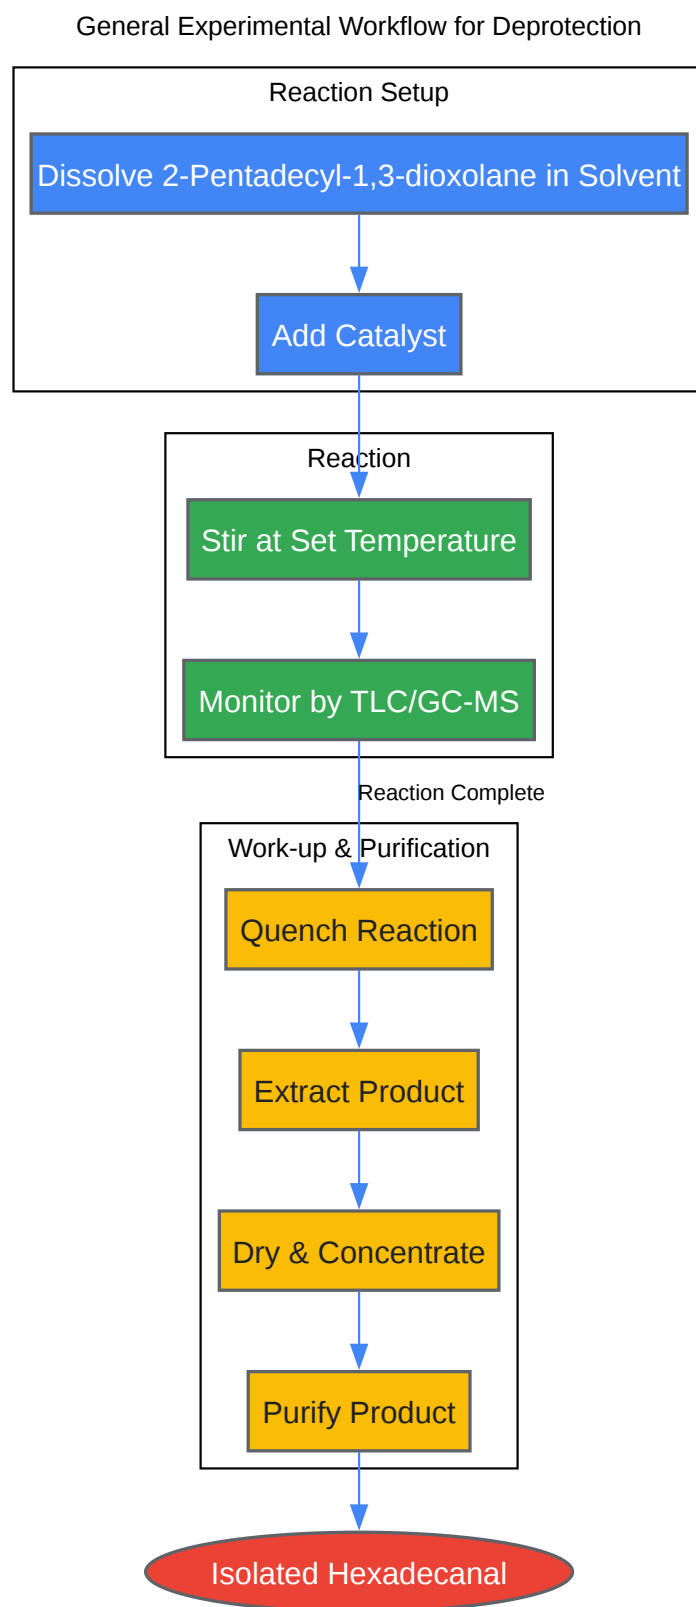 General Experimental Workflow for Deprotection
Reaction Setup
Dissolve 2-Pentadecyl-1,3-dioxolane in Solvent
Add Catalyst
Reaction
Stir at Set Temperature
Monitor by TLC/GC-MS
Reaction Complete
Work-up & Purification
Quench Reaction
Extract Product
Dry & Concentrate
Purify Product
Isolated Hexadecanal